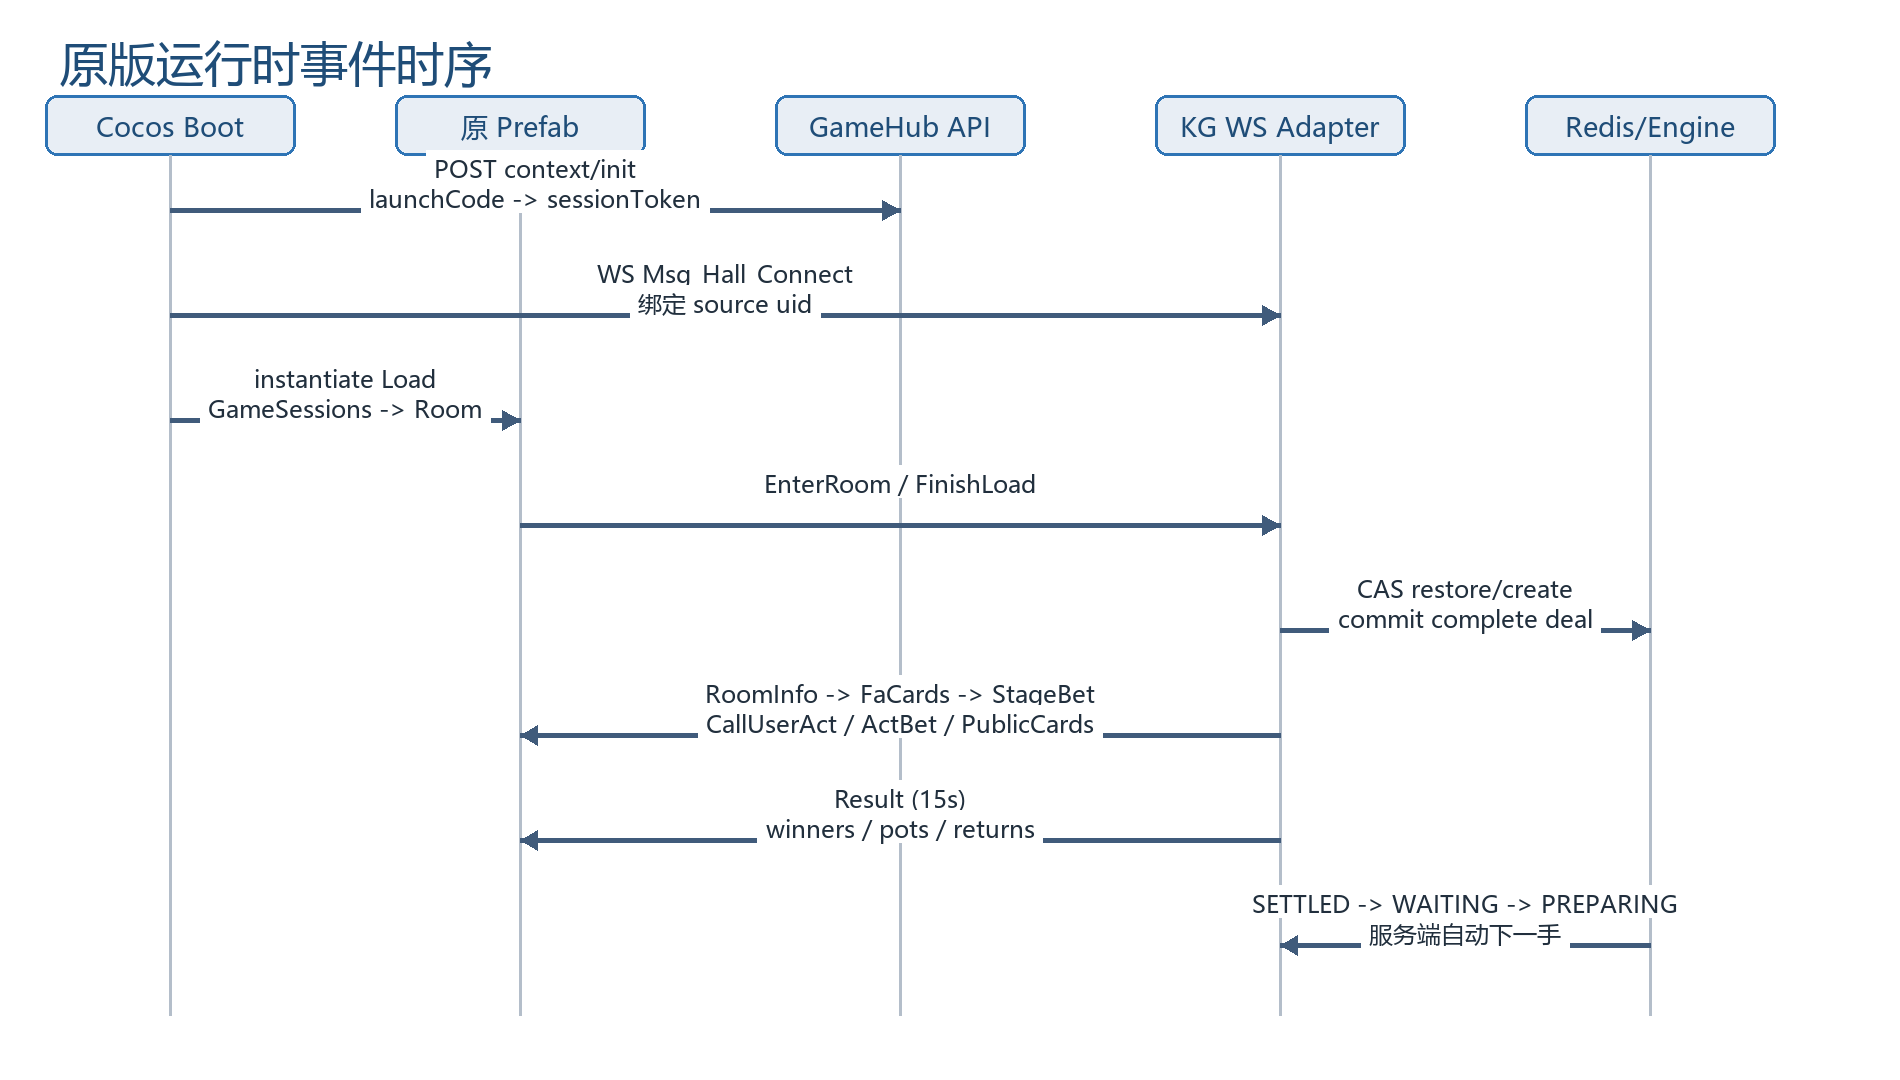 原版运行时事件时序
Cocos Boot
原 Prefab
GameHub API
KG WS Adapter
Redis/Engine
POST context/init
launchCode -> sessionToken
WS Msg_Hall_Connect
绑定 source uid
instantiate Load
GameSessions -> Room
EnterRoom / FinishLoad
CAS restore/create
commit complete deal
RoomInfo -> FaCards -> StageBet
CallUserAct / ActBet / PublicCards
Result (15s)
winners / pots / returns
SETTLED -> WAITING -> PREPARING
服务端自动下一手